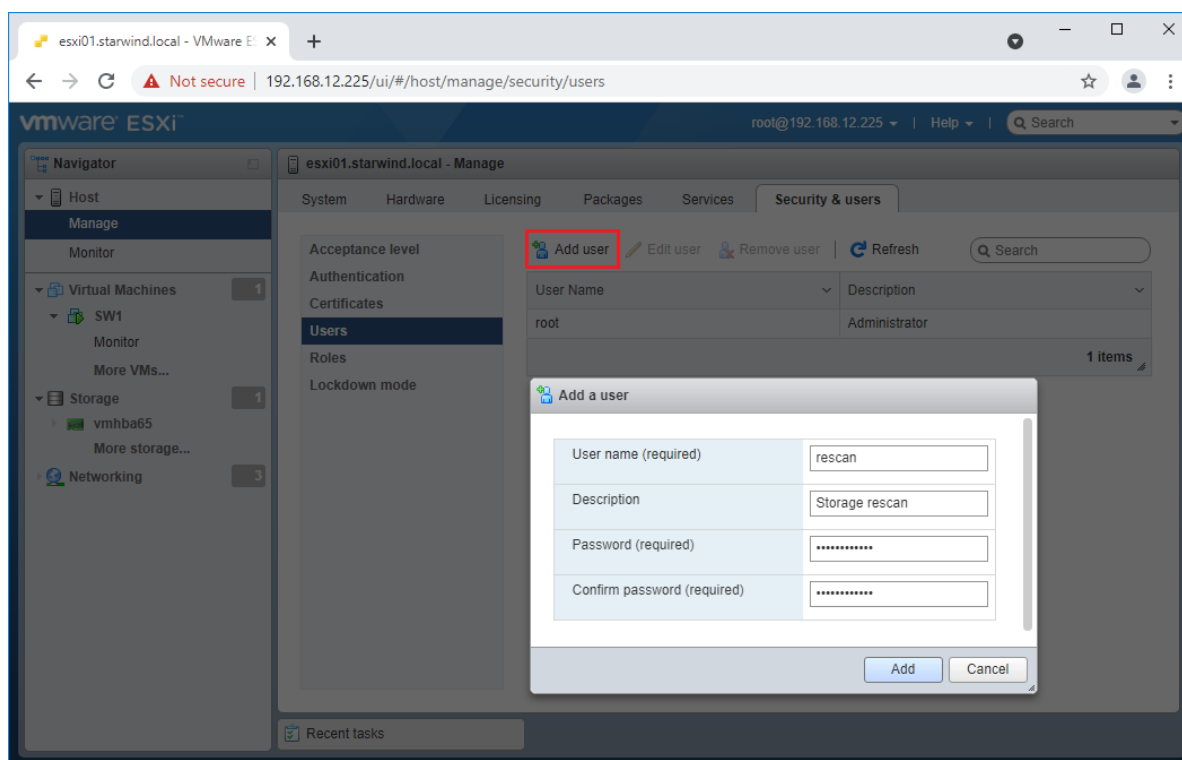 esxi01.starwind.local - VMware ES
Not secure | 192.168.12.225/ui/#/host/manage/security/users
vmware ESXi™
root@192.168.12.225 | Help | Search
Navigator
esxi01.starwind.local - Manage
Host
System Hardware Licensing Packages Services Security & users
Manage
Monitor
Acceptance level
Add user Edit user Remove user | Refresh Search
Authentication
Virtual Machines 1
User Name Description
Certificates
SW1
Users
root Administrator
Monitor
Roles
1 items
More VMs...
Lockdown mode
Storage 1
Add a user
vmhba65
More storage...
User name (required) rescan
Networking 3
Description Storage rescan
Password (required) ••••••••••••
Confirm password (required) ••••••••••••
Add Cancel
Recent tasks